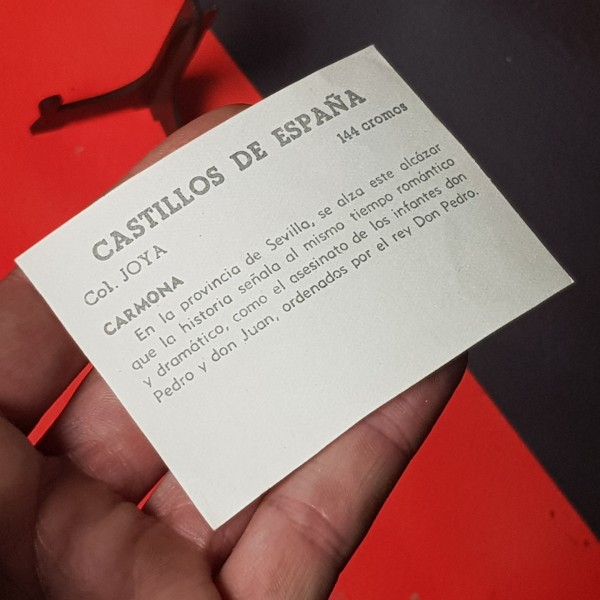 CASTILLOS DE ESPAÑA
144 cromos
Col. JOYA
CARMONA
En la provincia de Sevilla, se alza este alcázar
que la historia señala al mismo tiempo romántico
y dramático, como el asesinato de los infantes don
Pedro y don Juan, ordenados por el rey Don Pedro.